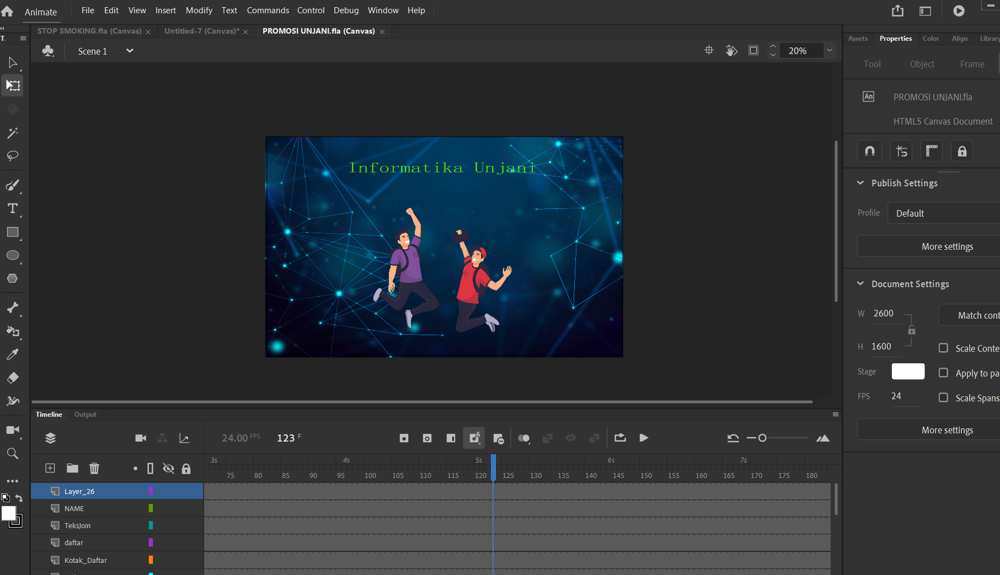 Animate File Edit View Insert Modify Text Commands Control Debug Window Help
STOP SMOKING.fla (Canvas) Untitled-7 (Canvas)* PROMOSI UNJANI.fla (Canvas)
Scene 1 20%
Informatika Unjani
Assets Properties Color Align Library
Tool Object Frame
An PROMOSI UNJANI.fla
HTML5 Canvas Document
Publish Settings
Profile Default
More settings
Document Settings
W 2600 Match cont
H 1600 Scale Conte
Stage Apply to pa
FPS 24 Scale Spans
More settings
Timeline Output
24.00 FPS 123 F
3s 4s 5s 6s 7s
75 80 85 90 95 100 105 110 115 120 125 130 135 140 145 150 155 160 165 170 175 180
Layer_26
NAME
TeksJoin
daftar
Kotak_Daftar